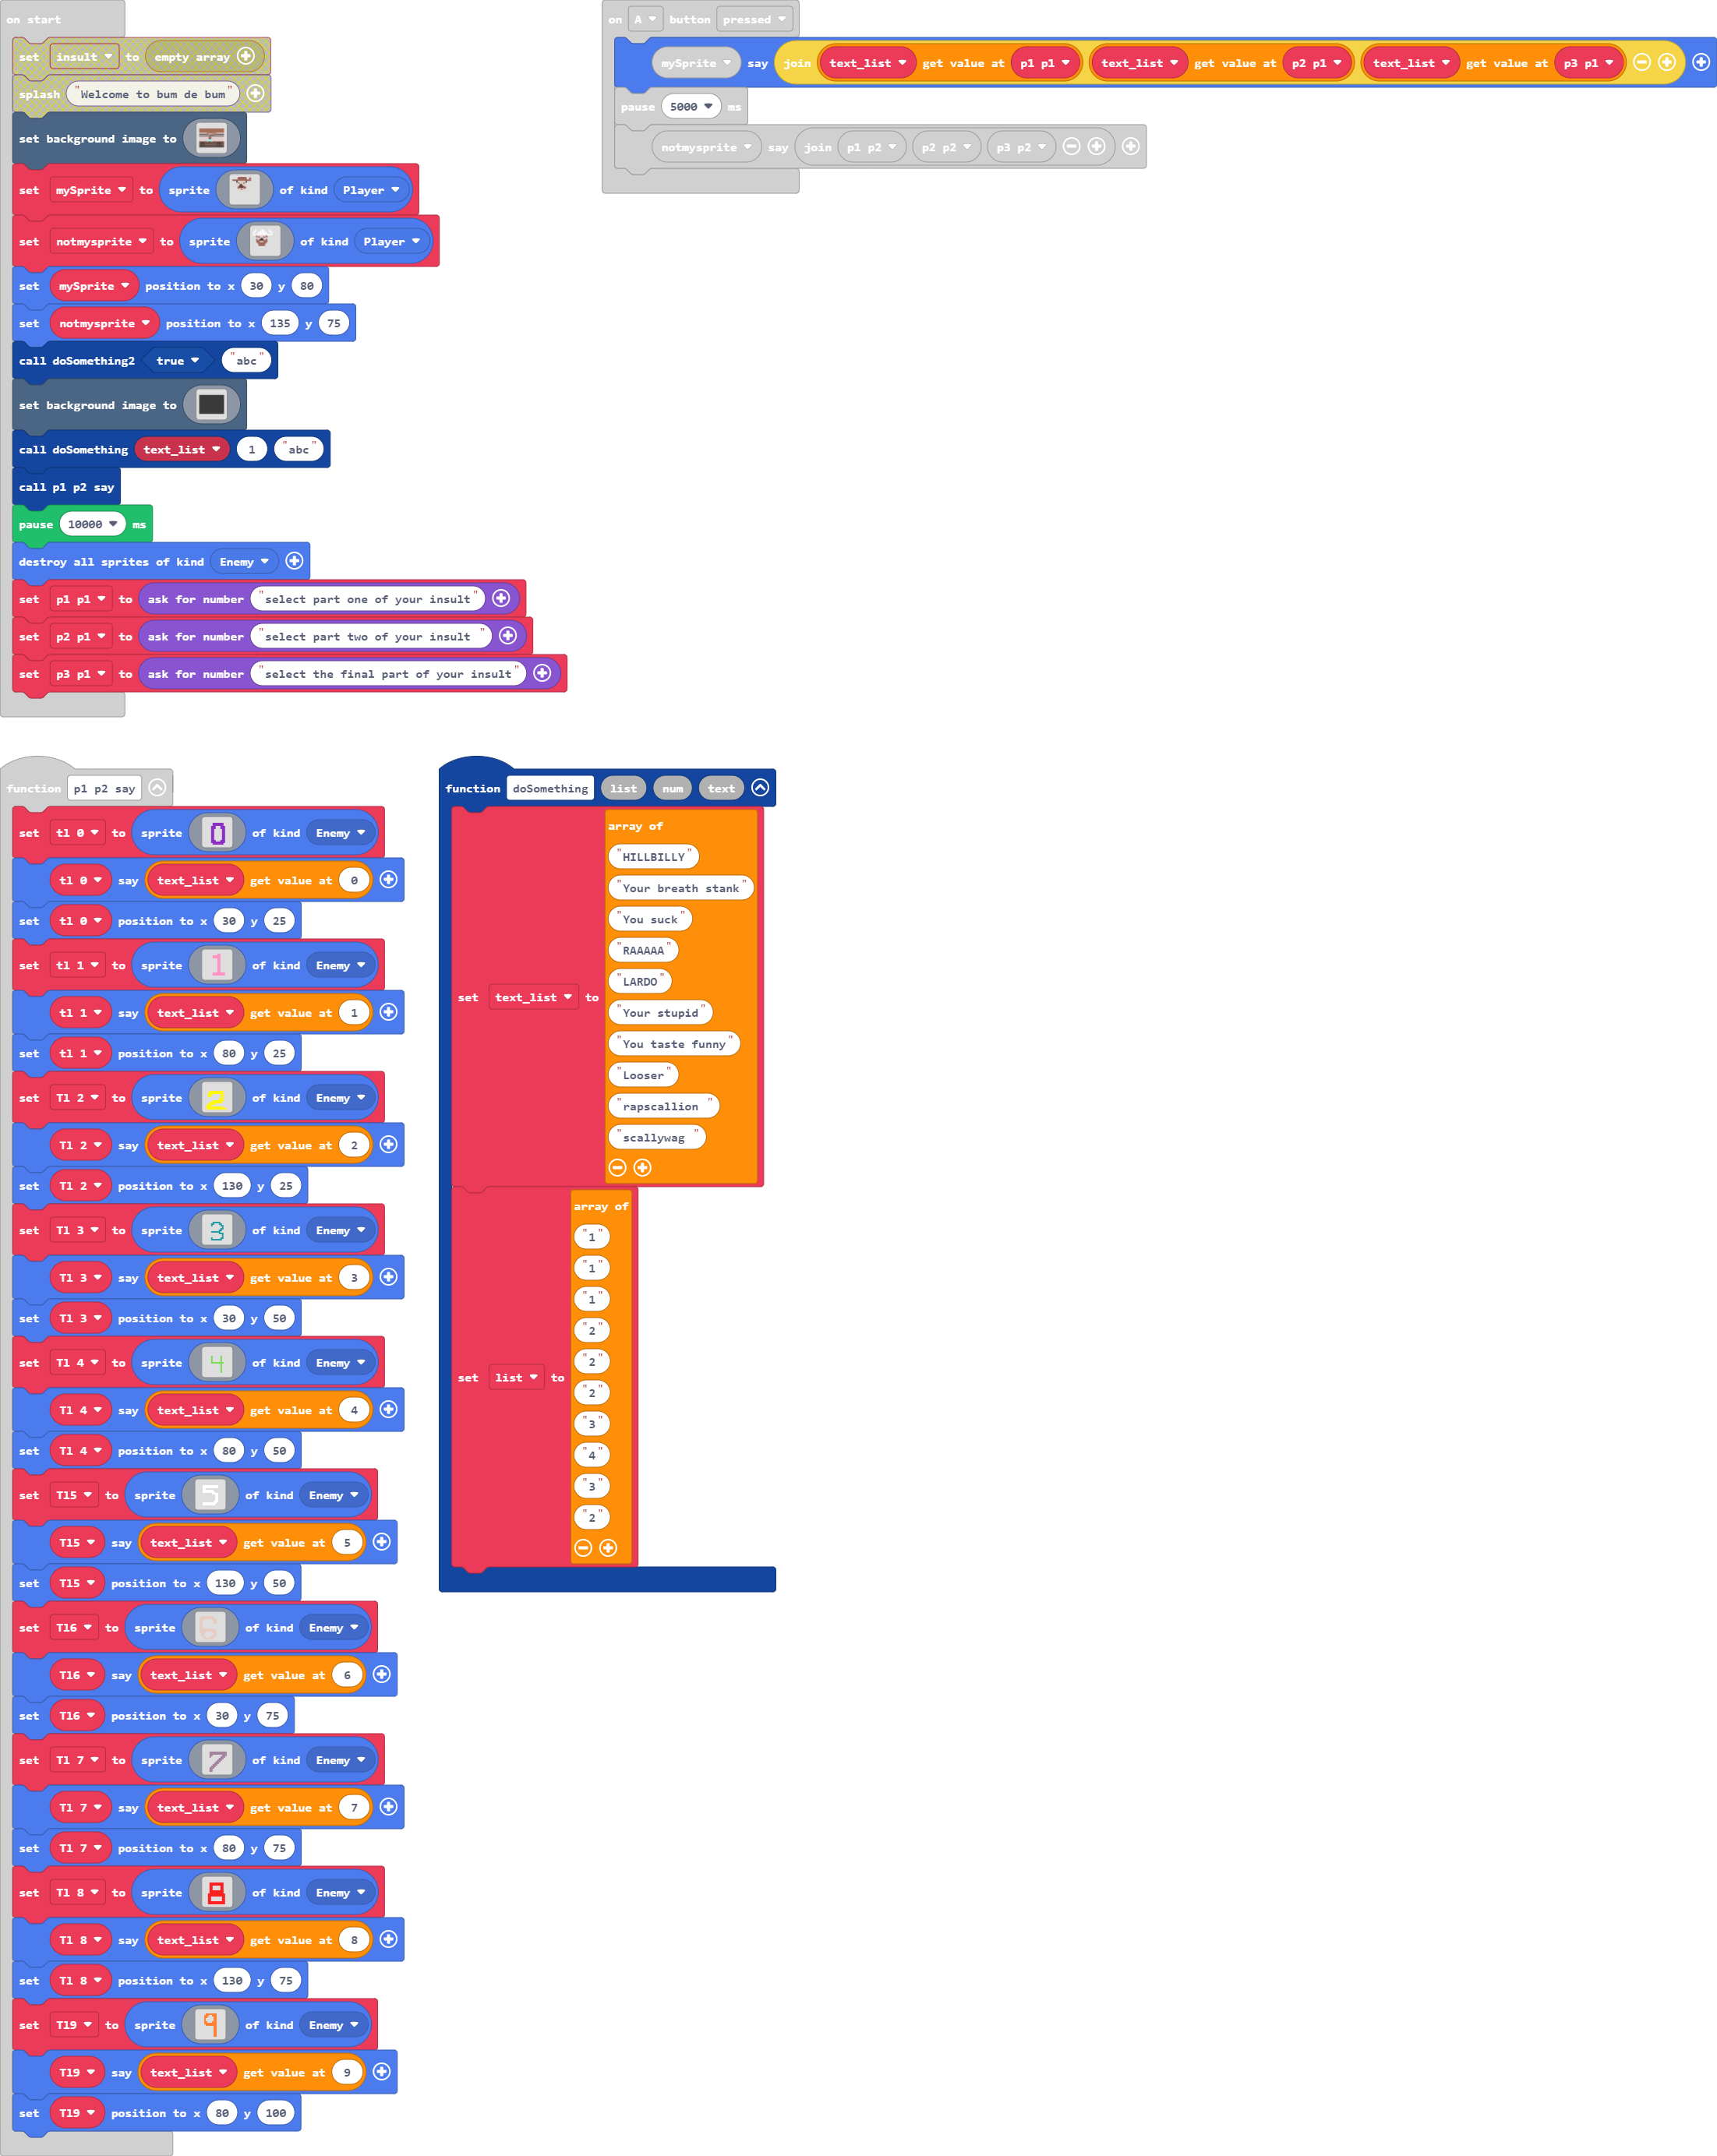 on start
set insult to empty array
splash "Welcome to bum de bum"
set background image to
set mySprite to sprite of kind Player
set notmysprite to sprite of kind Player
set mySprite position to x 30 y 80
set notmysprite position to x 135 y 75
call doSomething2 true "abc"
set background image to
call doSomething text_list 1 "abc"
call p1 p2 say
pause 10000 ms
destroy all sprites of kind Enemy
set p1 p1 to ask for number "select part one of your insult"
set p2 p1 to ask for number "select part two of your insult "
set p3 p1 to ask for number "select the final part of your insult"
on A button pressed
mySprite say join text_list get value at p1 p1 text_list get value at p2 p1 text_list get value at p3 p1
pause 5000 ms
notmysprite say join p1 p2 p2 p2 p3 p2
function p1 p2 say
set t1 0 to sprite 0 of kind Enemy
t1 0 say text_list get value at 0
set t1 0 position to x 30 y 25
set t1 1 to sprite 1 of kind Enemy
t1 1 say text_list get value at 1
set t1 1 position to x 80 y 25
set T1 2 to sprite 2 of kind Enemy
T1 2 say text_list get value at 2
set T1 2 position to x 130 y 25
set T1 3 to sprite 3 of kind Enemy
T1 3 say text_list get value at 3
set T1 3 position to x 30 y 50
set T1 4 to sprite 4 of kind Enemy
T1 4 say text_list get value at 4
set T1 4 position to x 80 y 50
set T15 to sprite 5 of kind Enemy
T15 say text_list get value at 5
set T15 position to x 130 y 50
set T16 to sprite 6 of kind Enemy
T16 say text_list get value at 6
set T16 position to x 30 y 75
set T1 7 to sprite 7 of kind Enemy
T1 7 say text_list get value at 7
set T1 7 position to x 80 y 75
set T1 8 to sprite 8 of kind Enemy
T1 8 say text_list get value at 8
set T1 8 position to x 130 y 75
set T19 to sprite 9 of kind Enemy
T19 say text_list get value at 9
set T19 position to x 80 y 100
function doSomething list num text
set text_list to array of
"HILLBILLY"
"Your breath stank"
"You suck"
"RAAAAA"
"LARDO"
"Your stupid"
"You taste funny"
"Looser"
"rapscallion "
"scallywag "
set list to array of
"1"
"1"
"1"
"2"
"2"
"2"
"3"
"4"
"3"
"2"